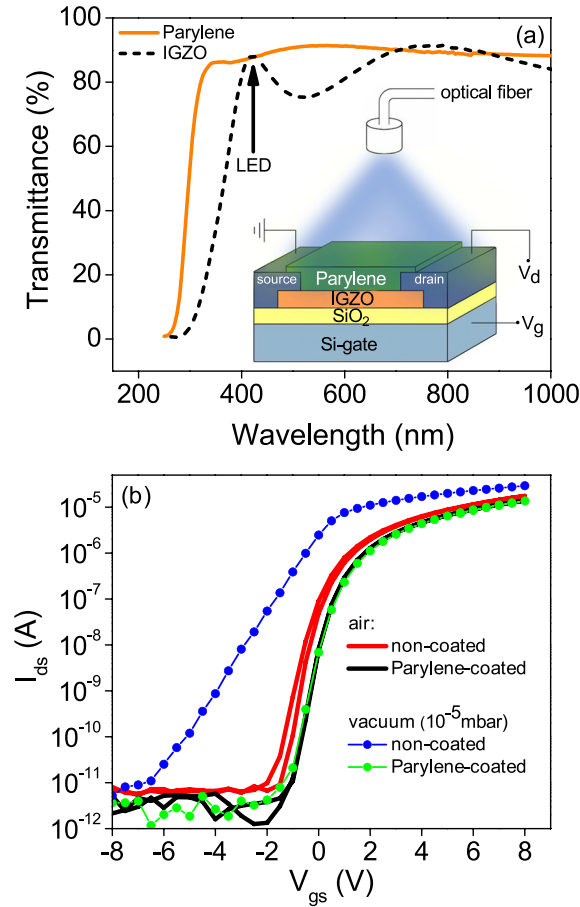 Parylene
IGZO
(a)
100
80
60
40
20
0
Transmittance (%)
LED
optical fiber
source
Parylene
drain
IGZO
SiO₂
Si-gate
V_d
V_g
200 400 600 800 1000
Wavelength (nm)
(b)
10⁻⁵
10⁻⁶
10⁻⁷
10⁻⁸
10⁻⁹
10⁻¹⁰
10⁻¹¹
10⁻¹²
I_ds (A)
air:
non-coated
Parylene-coated
vacuum (10⁻⁵mbar)
non-coated
Parylene-coated
-8 -6 -4 -2 0 2 4 6 8
V_gs (V)